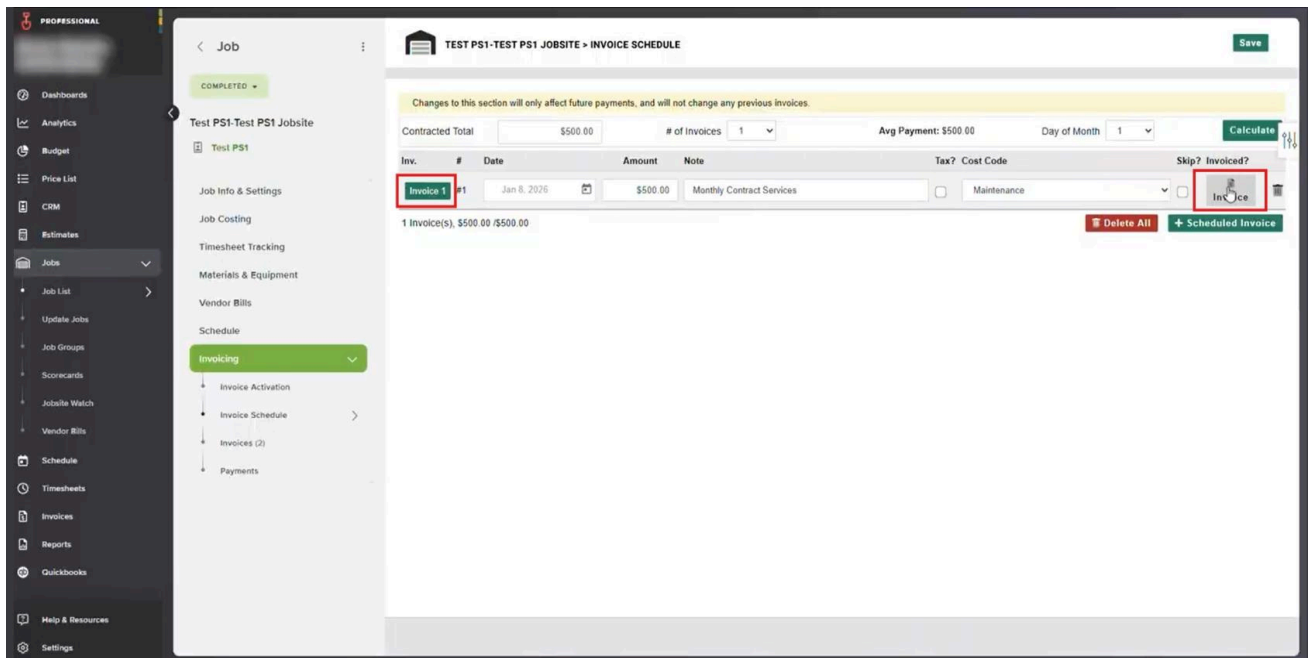 PROFESSIONAL
Dashboards
Analytics
Budget
Price List
CRM
Estimates
Jobs
Job List
Update Jobs
Job Groups
Scorecards
Jobsite Watch
Vendor Bills
Schedule
Timesheets
Invoices
Reports
Quickbooks
Help & Resources
Settings
Job
COMPLETED
Test PS1-Test PS1 Jobsite
Test PS1
Job Info & Settings
Job Costing
Timesheet Tracking
Materials & Equipment
Vendor Bills
Schedule
Invoicing
Invoice Activation
Invoice Schedule
Invoices (2)
Payments
TEST PS1-TEST PS1 JOBSITE > INVOICE SCHEDULE Save
Changes to this section will only affect future payments, and will not change any previous invoices.
Contracted Total $500.00 # of Invoices 1 Avg Payment: $500.00 Day of Month 1 Calculate
Inv. # Date Amount Note Tax? Cost Code Skip? Invoiced?
Invoice 1 #1 Jan 8, 2026 $500.00 Monthly Contract Services Maintenance Invoice
1 Invoice(s), $500.00 /$500.00 Delete All + Scheduled Invoice